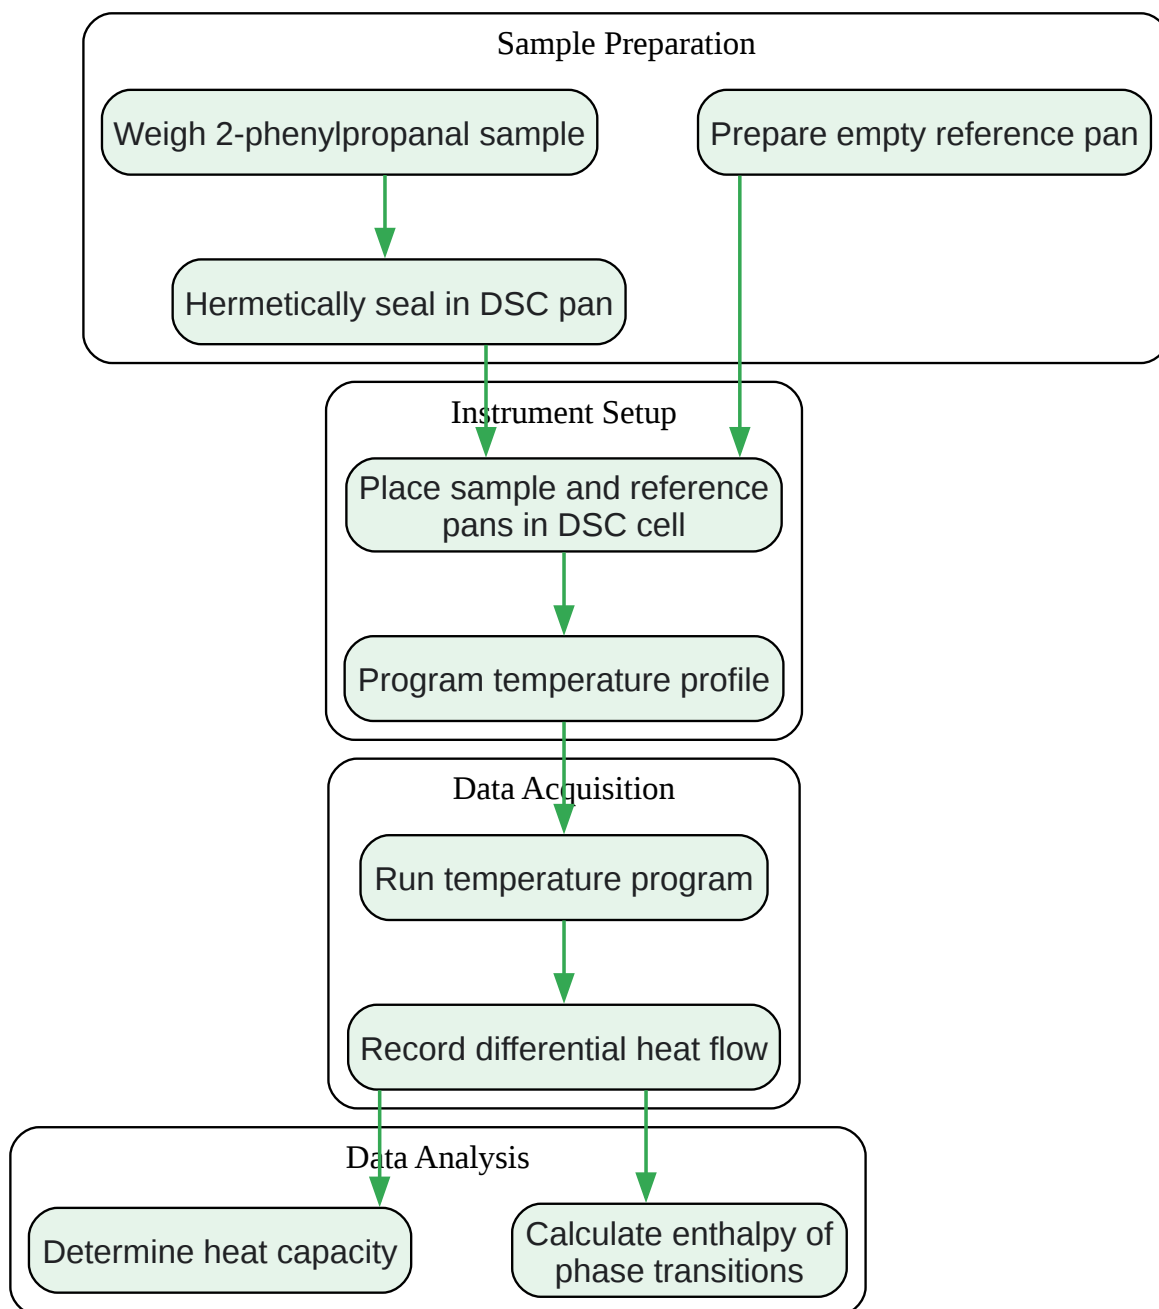 Sample Preparation
Weigh 2-phenylpropanal sample
Prepare empty reference pan
Hermetically seal in DSC pan
Instrument Setup
Place sample and reference
pans in DSC cell
Program temperature profile
Data Acquisition
Run temperature program
Record differential heat flow
Data Analysis
Determine heat capacity
Calculate enthalpy of
phase transitions